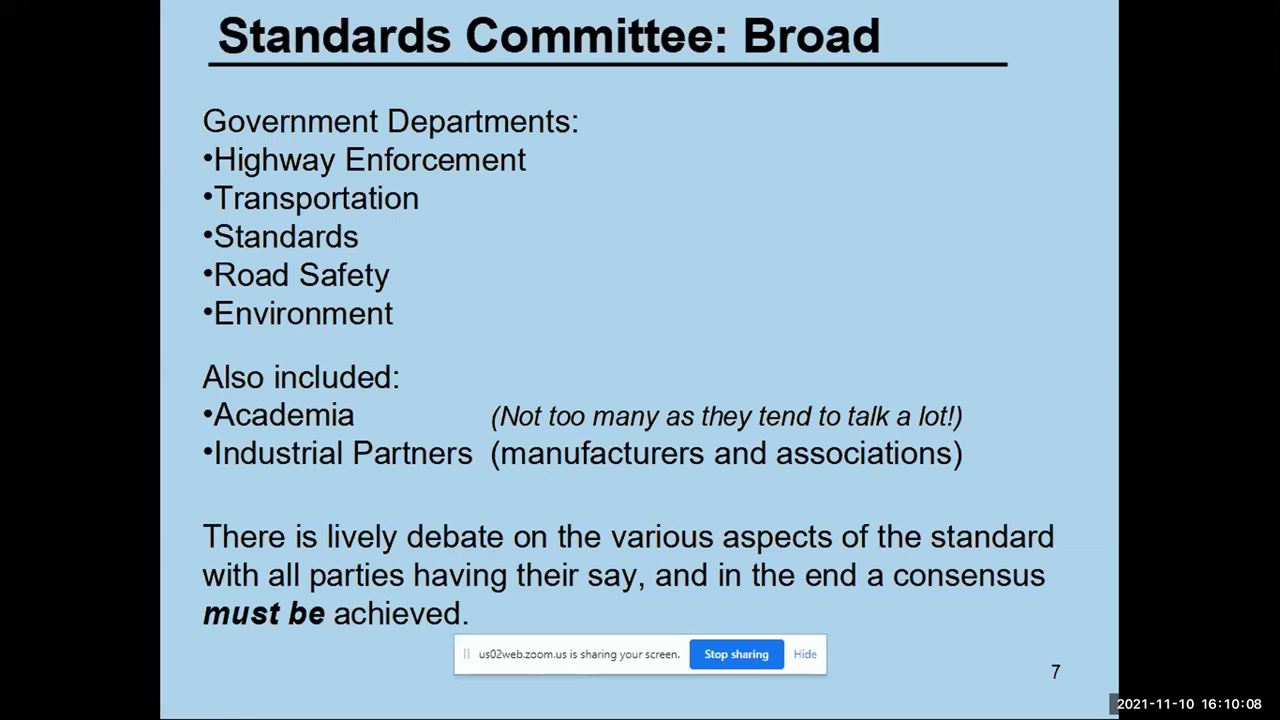 Standards Committee: Broad
Government Departments:
•Highway Enforcement
•Transportation
•Standards
•Road Safety
•Environment
Also included:
•Academia (Not too many as they tend to talk a lot!)
•Industrial Partners (manufacturers and associations)
There is lively debate on the various aspects of the standard
with all parties having their say, and in the end a consensus
must be achieved.
us02web.zoom.us is sharing your screen. Stop sharing Hide
7
2021-11-10 16:10:08